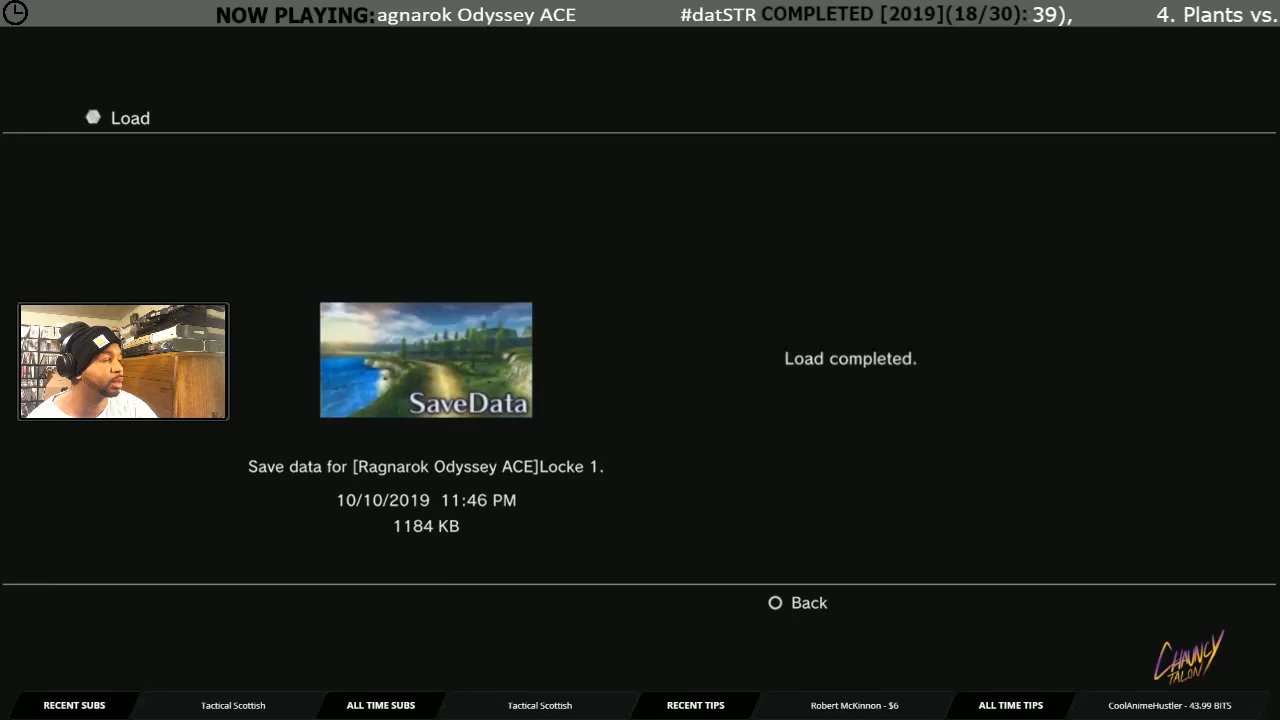 NOW PLAYING: agnarok Odyssey ACE #datSTR COMPLETED [2019](18/30): 39), 4. Plants vs.
Load
SaveData
Load completed.
Save data for [Ragnarok Odyssey ACE]Locke 1.
10/10/2019 11:46 PM
1184 KB
Back
CHAUNCY
TALON
RECENT SUBS Tactical Scottish ALL TIME SUBS Tactical Scottish RECENT TIPS Robert McKinnon - $6 ALL TIME TIPS CoolAnimeHustler - 43.99 BITS